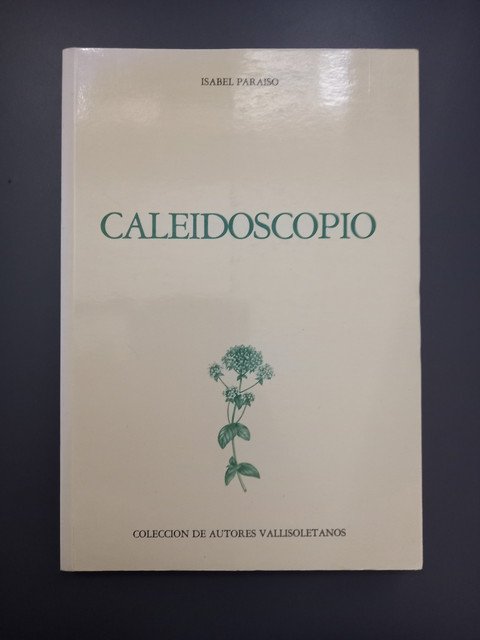 ISABEL PARAISO
CALEIDOSCOPIO
COLECCION DE AUTORES VALLISOLETANOS